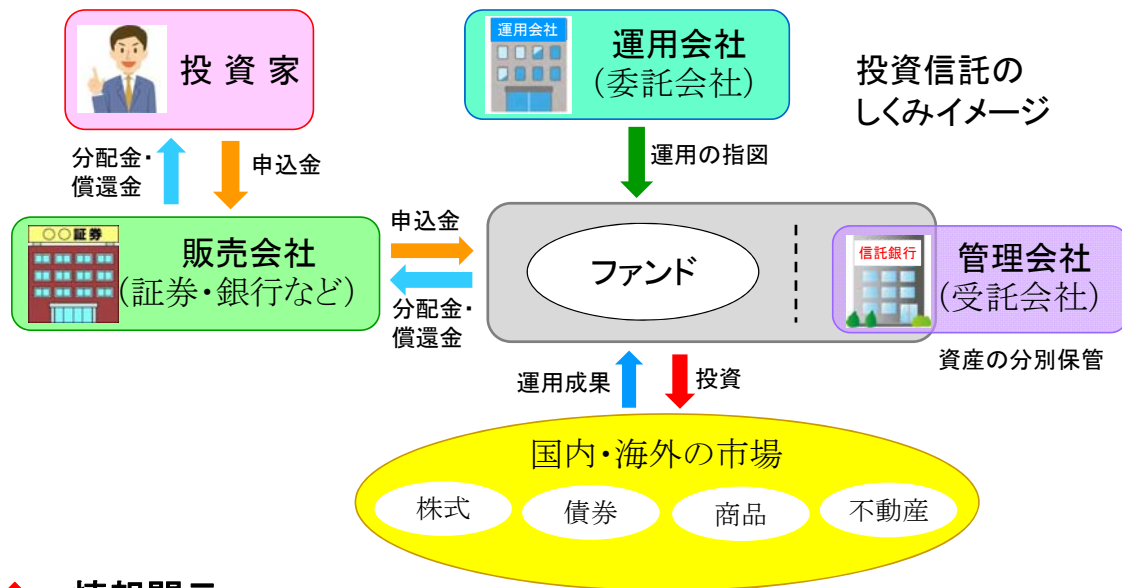 投資家
運用会社
運用会社
(委託会社)
投資信託の
しくみイメージ
分配金・
償還金
申込金
運用の指図
○○証券
販売会社
(証券・銀行など)
申込金
分配金・
償還金
ファンド
信託銀行
管理会社
(受託会社)
資産の分別保管
運用成果
投資
国内・海外の市場
株式
債券
商品
不動産